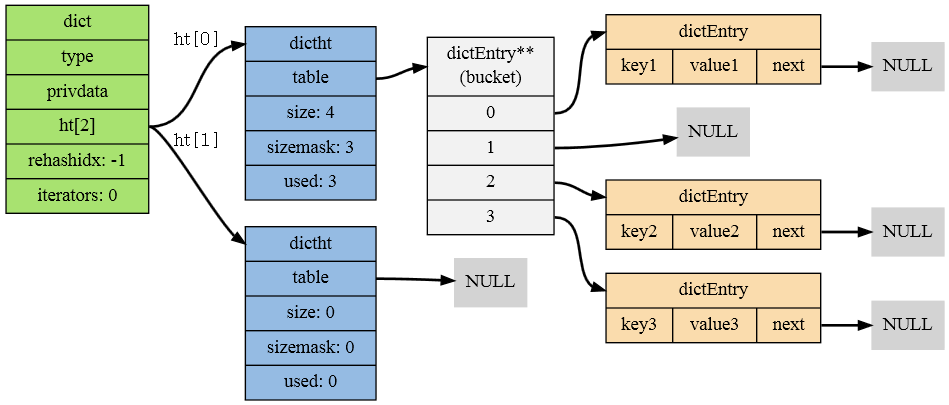 dict
type
privdata
ht[2]
rehashidx: -1
iterators: 0
ht[0]
ht[1]
dictht
table
size: 4
sizemask: 3
used: 3
dictht
table
size: 0
sizemask: 0
used: 0
NULL
dictEntry**
(bucket)
0
1
2
3
dictEntry
key1 value1 next
NULL
NULL
dictEntry
key2 value2 next
NULL
dictEntry
key3 value3 next
NULL